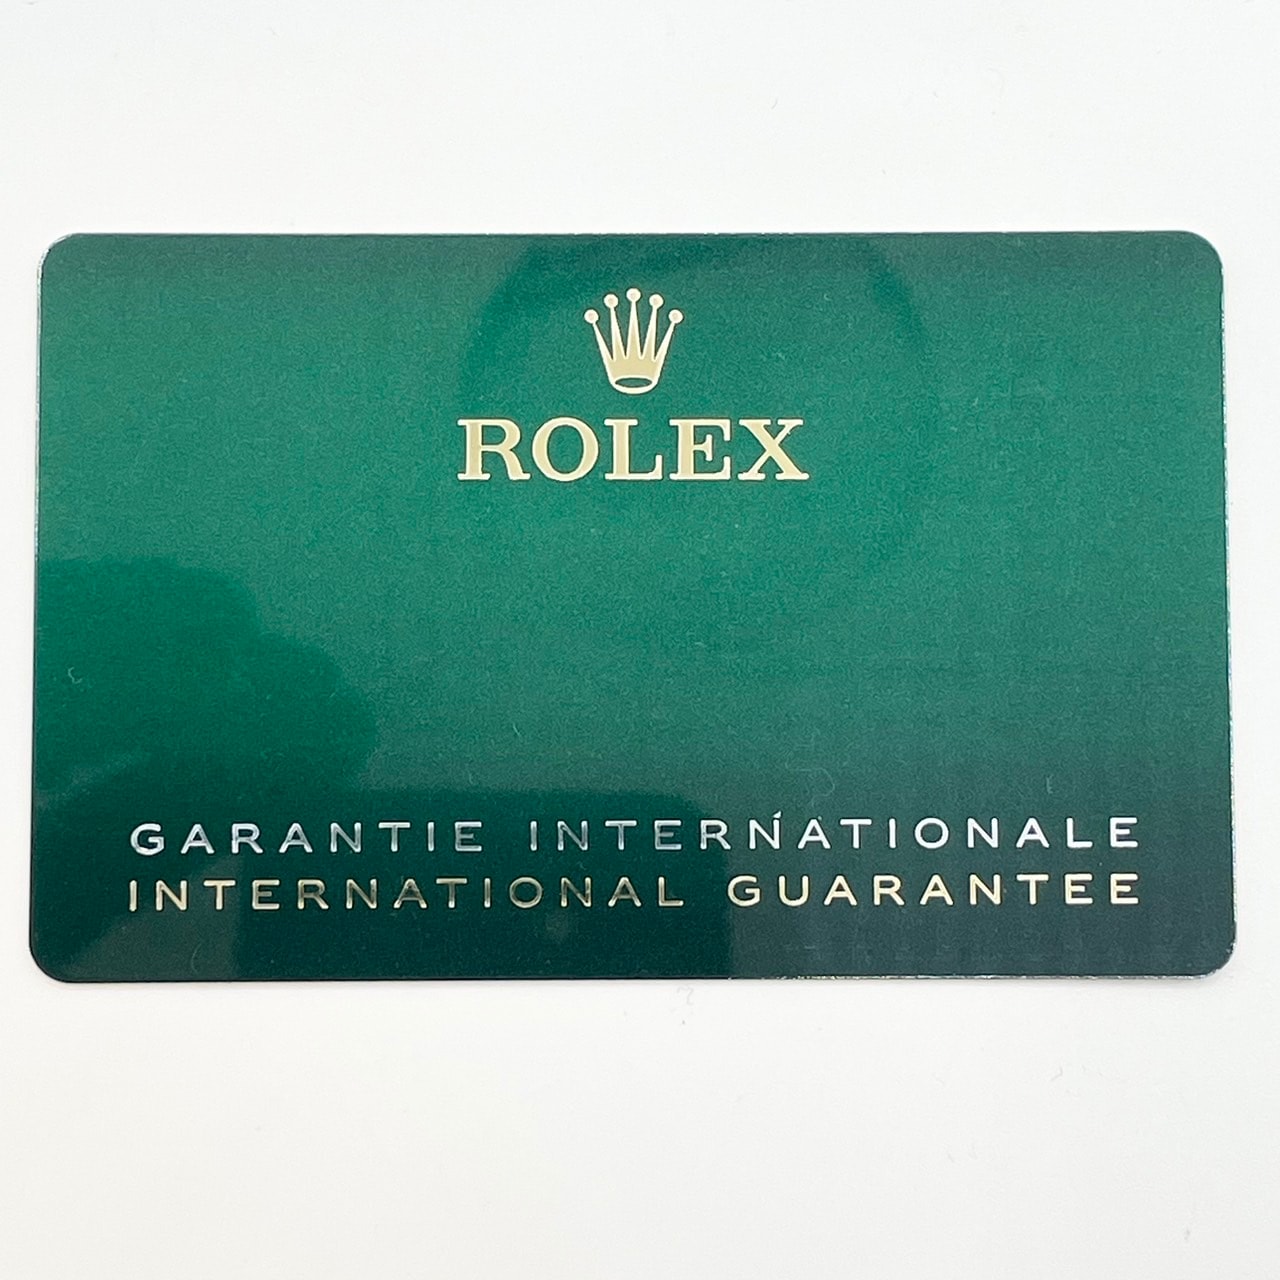 ROLEX
GARANTIE INTERNATIONALE
INTERNATIONAL GUARANTEE